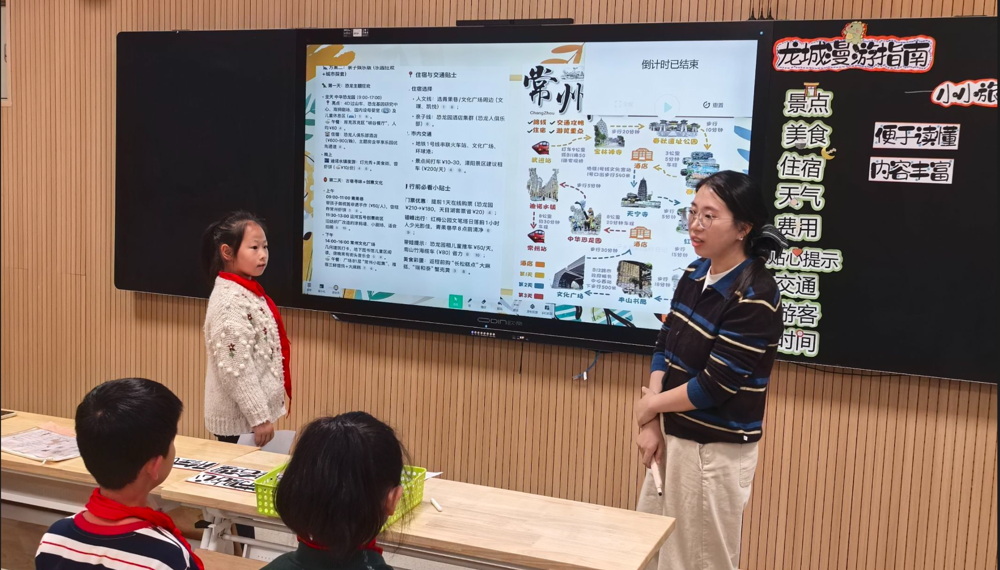 方案二：亲子娱乐版（乐园狂欢
+城市探索）
第一天：恐龙主题狂欢
· 全天 中华恐龙园（9:00-17:00）
亮点：4D过山车、恐龙基因研究中
心、海狮剧场，园内设母婴室（🚼）及
儿童休息区
午餐：库克苏克区“峡谷餐厅”，人
均¥60 4 。
住宿：恐龙人俱乐部酒店
（¥600-900/晚），主题房含早享乐园优
先通道 6 。
· 晚上
迪诺水镇夜游：灯光秀+美食街，尝
虾饼（¥10/份） 4 6 。
第二天：古巷寻味+创意文化
· 上午
09:00-11:00 青果巷
带孩子做梳篦非遗手作（¥50/人），尝现
炸常州虾饼
11:30-13:00 运河五号创意街区
旧纺织厂改造的涂鸦墙、小剧场，适合
拍照 5 10 。
· 下午
14:00-16:00 常州文化广场
几何建筑打卡，地下图书馆儿童区阅
读，傍晚常有街头音乐会
午餐：广场B1层“常州小吃集”，推
荐三鲜馄饨+大麻糕 3 6 。
住宿与交通贴士
住宿选择
· 人文线：选青果巷/文化广场周边（文
璞、凯悦） 1 6 ；
· 亲子线：恐龙园酒店集群（恐龙人俱乐
部） 6 。
市内交通
· 地铁1号线串联火车站、文化广场、
环球港；
· 景点间打车¥10-30，溧阳景区建议租
车（¥200/天） 4 9 。
行前必看小贴士
门票优惠：提前1天在线购票（恐龙园
¥210→¥180，天目湖套票省¥20） 4 ；
错峰出行：红梅公园文笔塔日落前1小时
人少光影佳，青果巷早8点前清净 6
9 ；
带娃提示：恐龙园租儿童推车¥50/天，
南山竹海缆车（¥80）省力 6 10 ；
美食彩蛋：返程前购“长松糕点”大麻
糕、“瑞和泰”蟹壳黄 3 8 。
常州
ChangZhou
✓路线 ✓交通攻略
✓住宿 ✓游览重点
倒计时已结束
重置
武进站
打车9公里
步行20分钟
宝林禅寺
春秋遗址公园
步行
10分钟
酒店
3公里
5分钟
车程
地铁1号线文化宫站
1号口出步行540米
步行5分钟
迪诺水镇
天宁寺
步行
5分钟
8公里
约30分钟
车程
中华恐龙园
8公里
20分钟车程
酒店
红
常州站
步行30分钟
步行
15分钟
酒店
第1天
第2天
第3天
文化广场
B12路市
政府服务
中心西站
下步行500米
半山书局
步行
18分钟
ODIN欧帝
龙城漫游指南
小小旅
景点
美食
住宿
天气
费用
贴心提示
交通
游客
时间
便于读懂
内容丰富